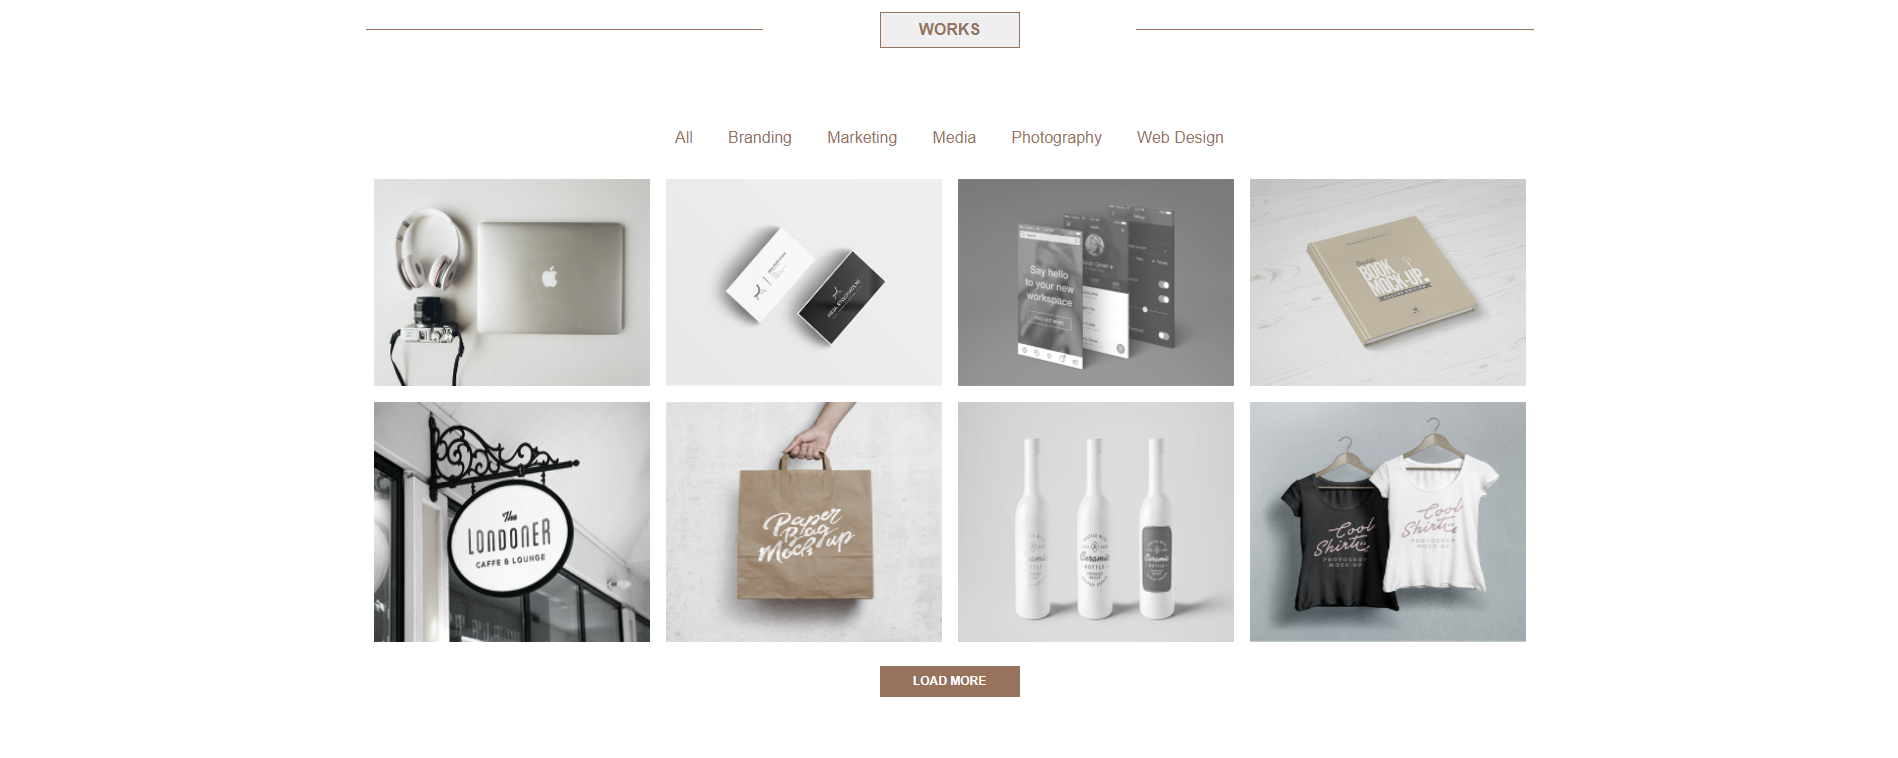 WORKS
All Branding Marketing Media Photography Web Design
Say hello
to your new
workspace
BOOK
MOCK-UP
The
LONDONER
CAFFE & LOUNGE
Paper
Bag
Mock up
Ceramic
BOTTLE
Ceramic
BOTTLE
Ceramic
BOTTLE
Cool
Shirts
PHOTOSHOP
MOCK-UP
Cool
Shirts
PHOTOSHOP
MOCK-UP
LOAD MORE